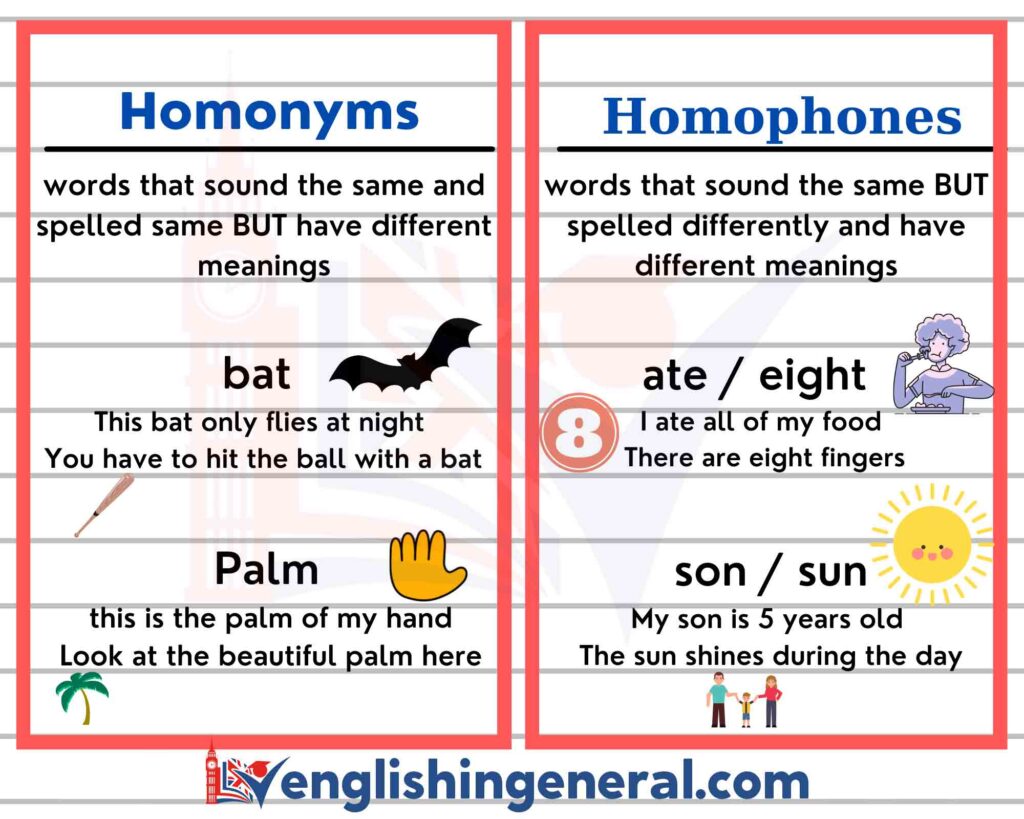 Homonyms
words that sound the same and
spelled same BUT have different
meanings
bat
This bat only flies at night
You have to hit the ball with a bat
Palm
this is the palm of my hand
Look at the beautiful palm here
Homophones
words that sound the same BUT
spelled differently and have
different meanings
ate / eight
8
I ate all of my food
There are eight fingers
son / sun
My son is 5 years old
The sun shines during the day
englishingeneral.com